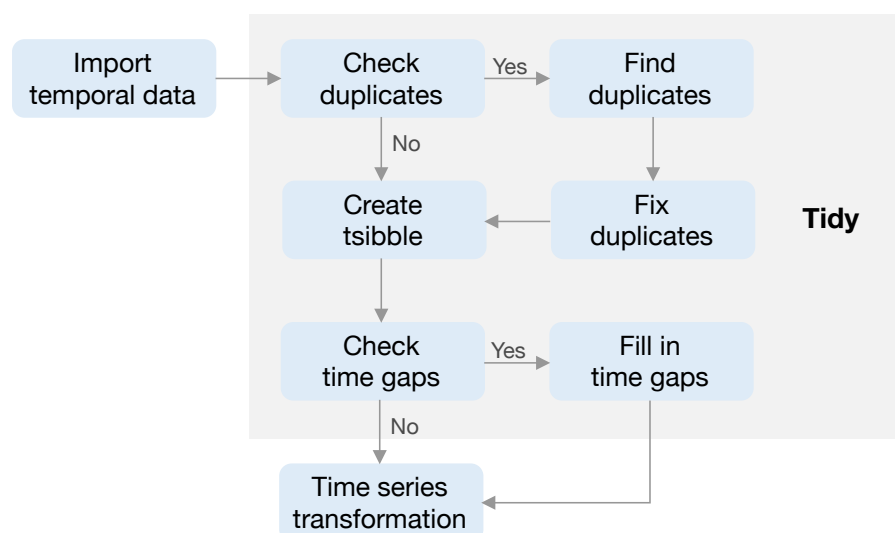 Import
temporal data
Check
duplicates
Yes
Find
duplicates
No
Create
tsibble
Fix
duplicates
Tidy
Check
time gaps
Yes
Fill in
time gaps
No
Time series
transformation